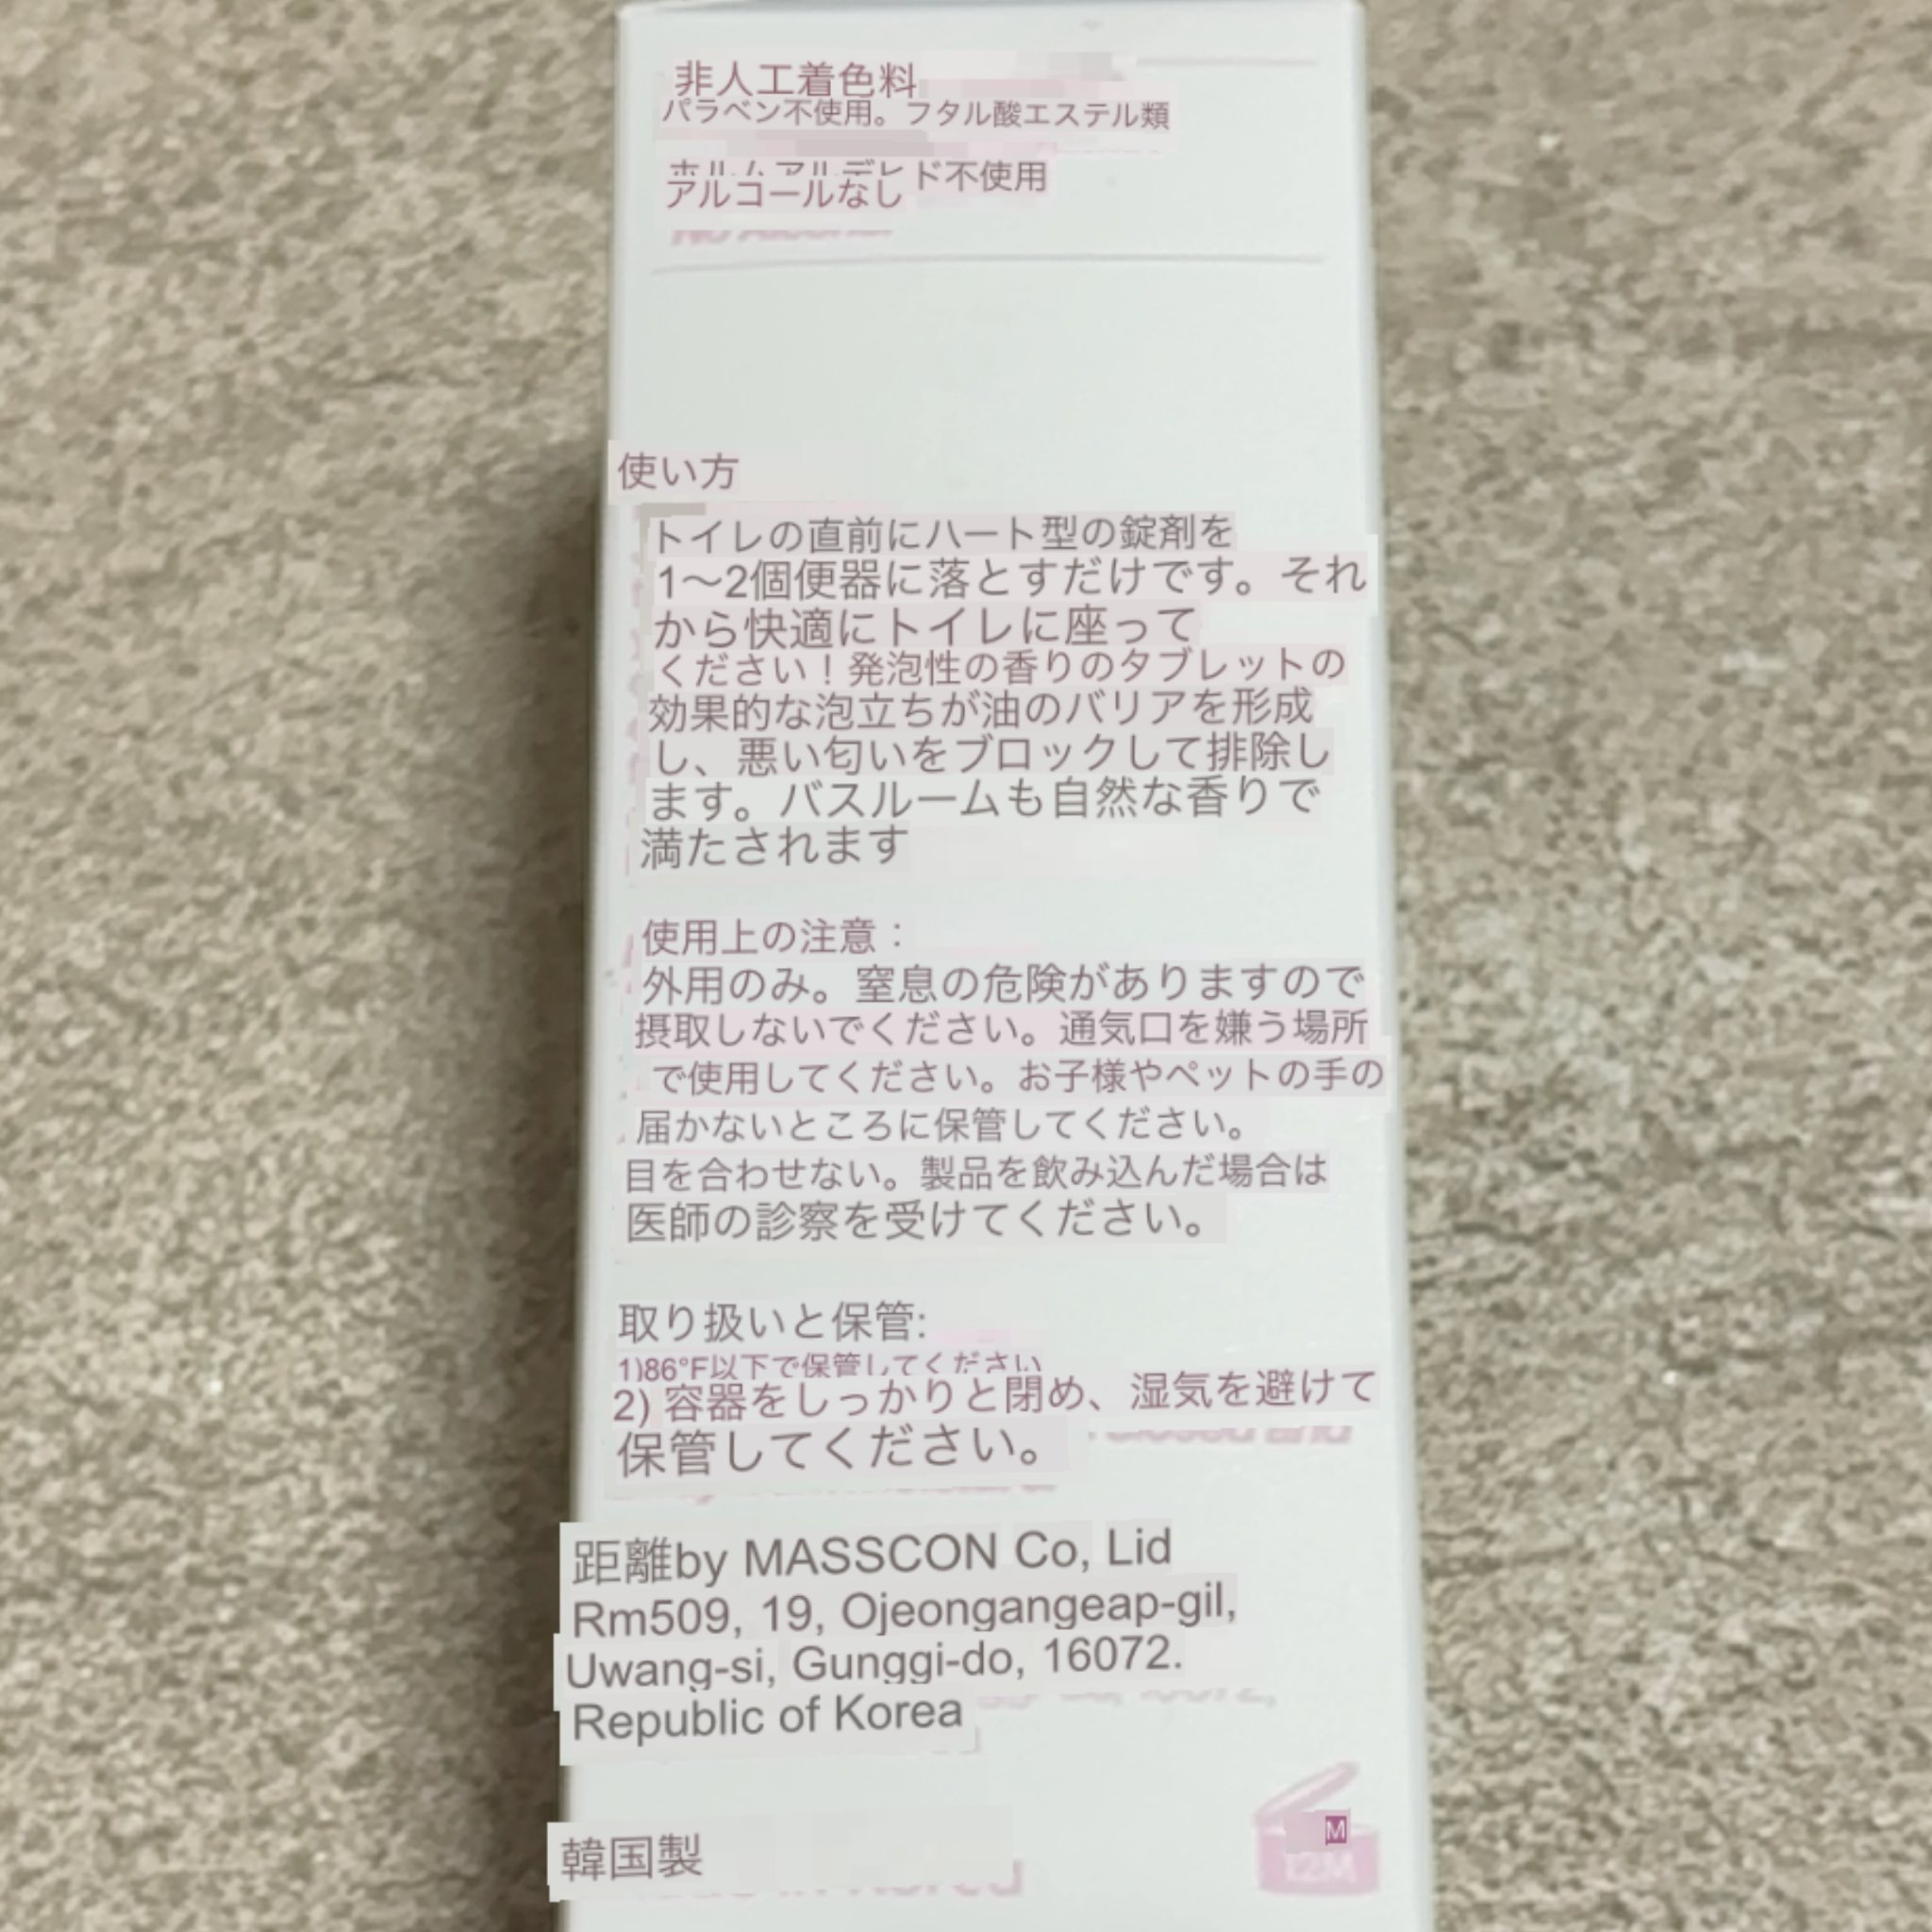 非人工着色料
パラベン不使用。フタル酸エステル類
ホルムアルデヒド不使用
アルコールなし
No Alcohol
使い方
トイレの直前にハート型の錠剤を
1〜2個便器に落とすだけです。それ
から快適にトイレに座って
ください！発泡性の香りのタブレットの
効果的な泡立ちが油のバリアを形成
し、悪い匂いをブロックして排除し
ます。バスルームも自然な香りで
満たされます
使用上の注意：
外用のみ。窒息の危険がありますので
摂取しないでください。通気口を嫌う場所
で使用してください。お子様やペットの手の
届かないところに保管してください。
目を合わせない。製品を飲み込んだ場合は
医師の診察を受けてください。
取り扱いと保管:
1)86°F以下で保管してください
2) 容器をしっかりと閉め、湿気を避けて
保管してください。
距離by MASSCON Co, Lid
Rm509, 19, Ojeongangeap-gil,
Uwang-si, Gunggi-do, 16072.
Republic of Korea
韓国製
M
12M